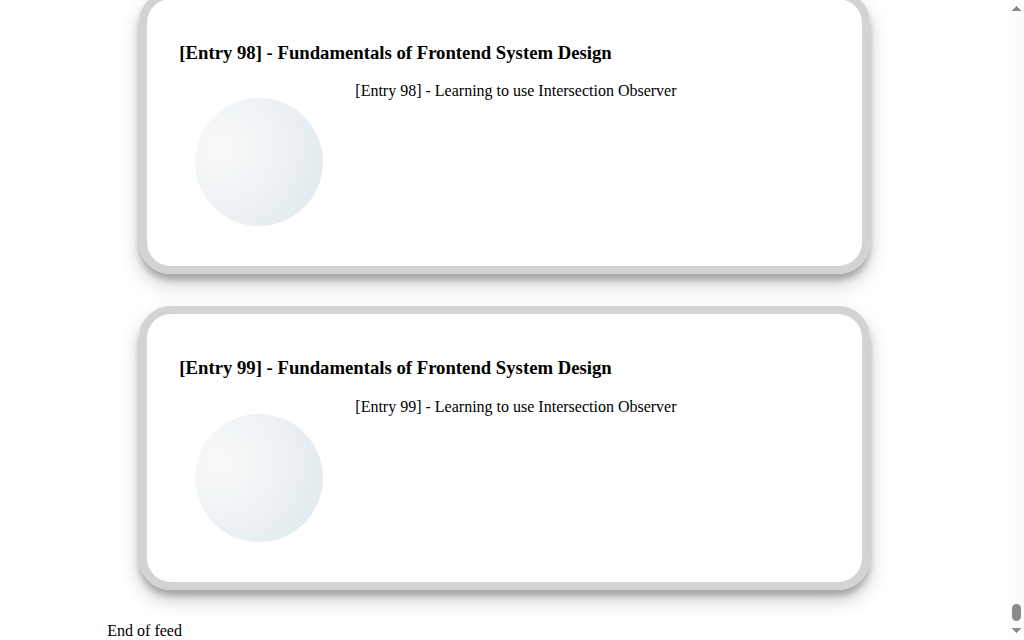 [Entry 98] - Fundamentals of Frontend System Design
[Entry 98] - Learning to use Intersection Observer
[Entry 99] - Fundamentals of Frontend System Design
[Entry 99] - Learning to use Intersection Observer
End of feed